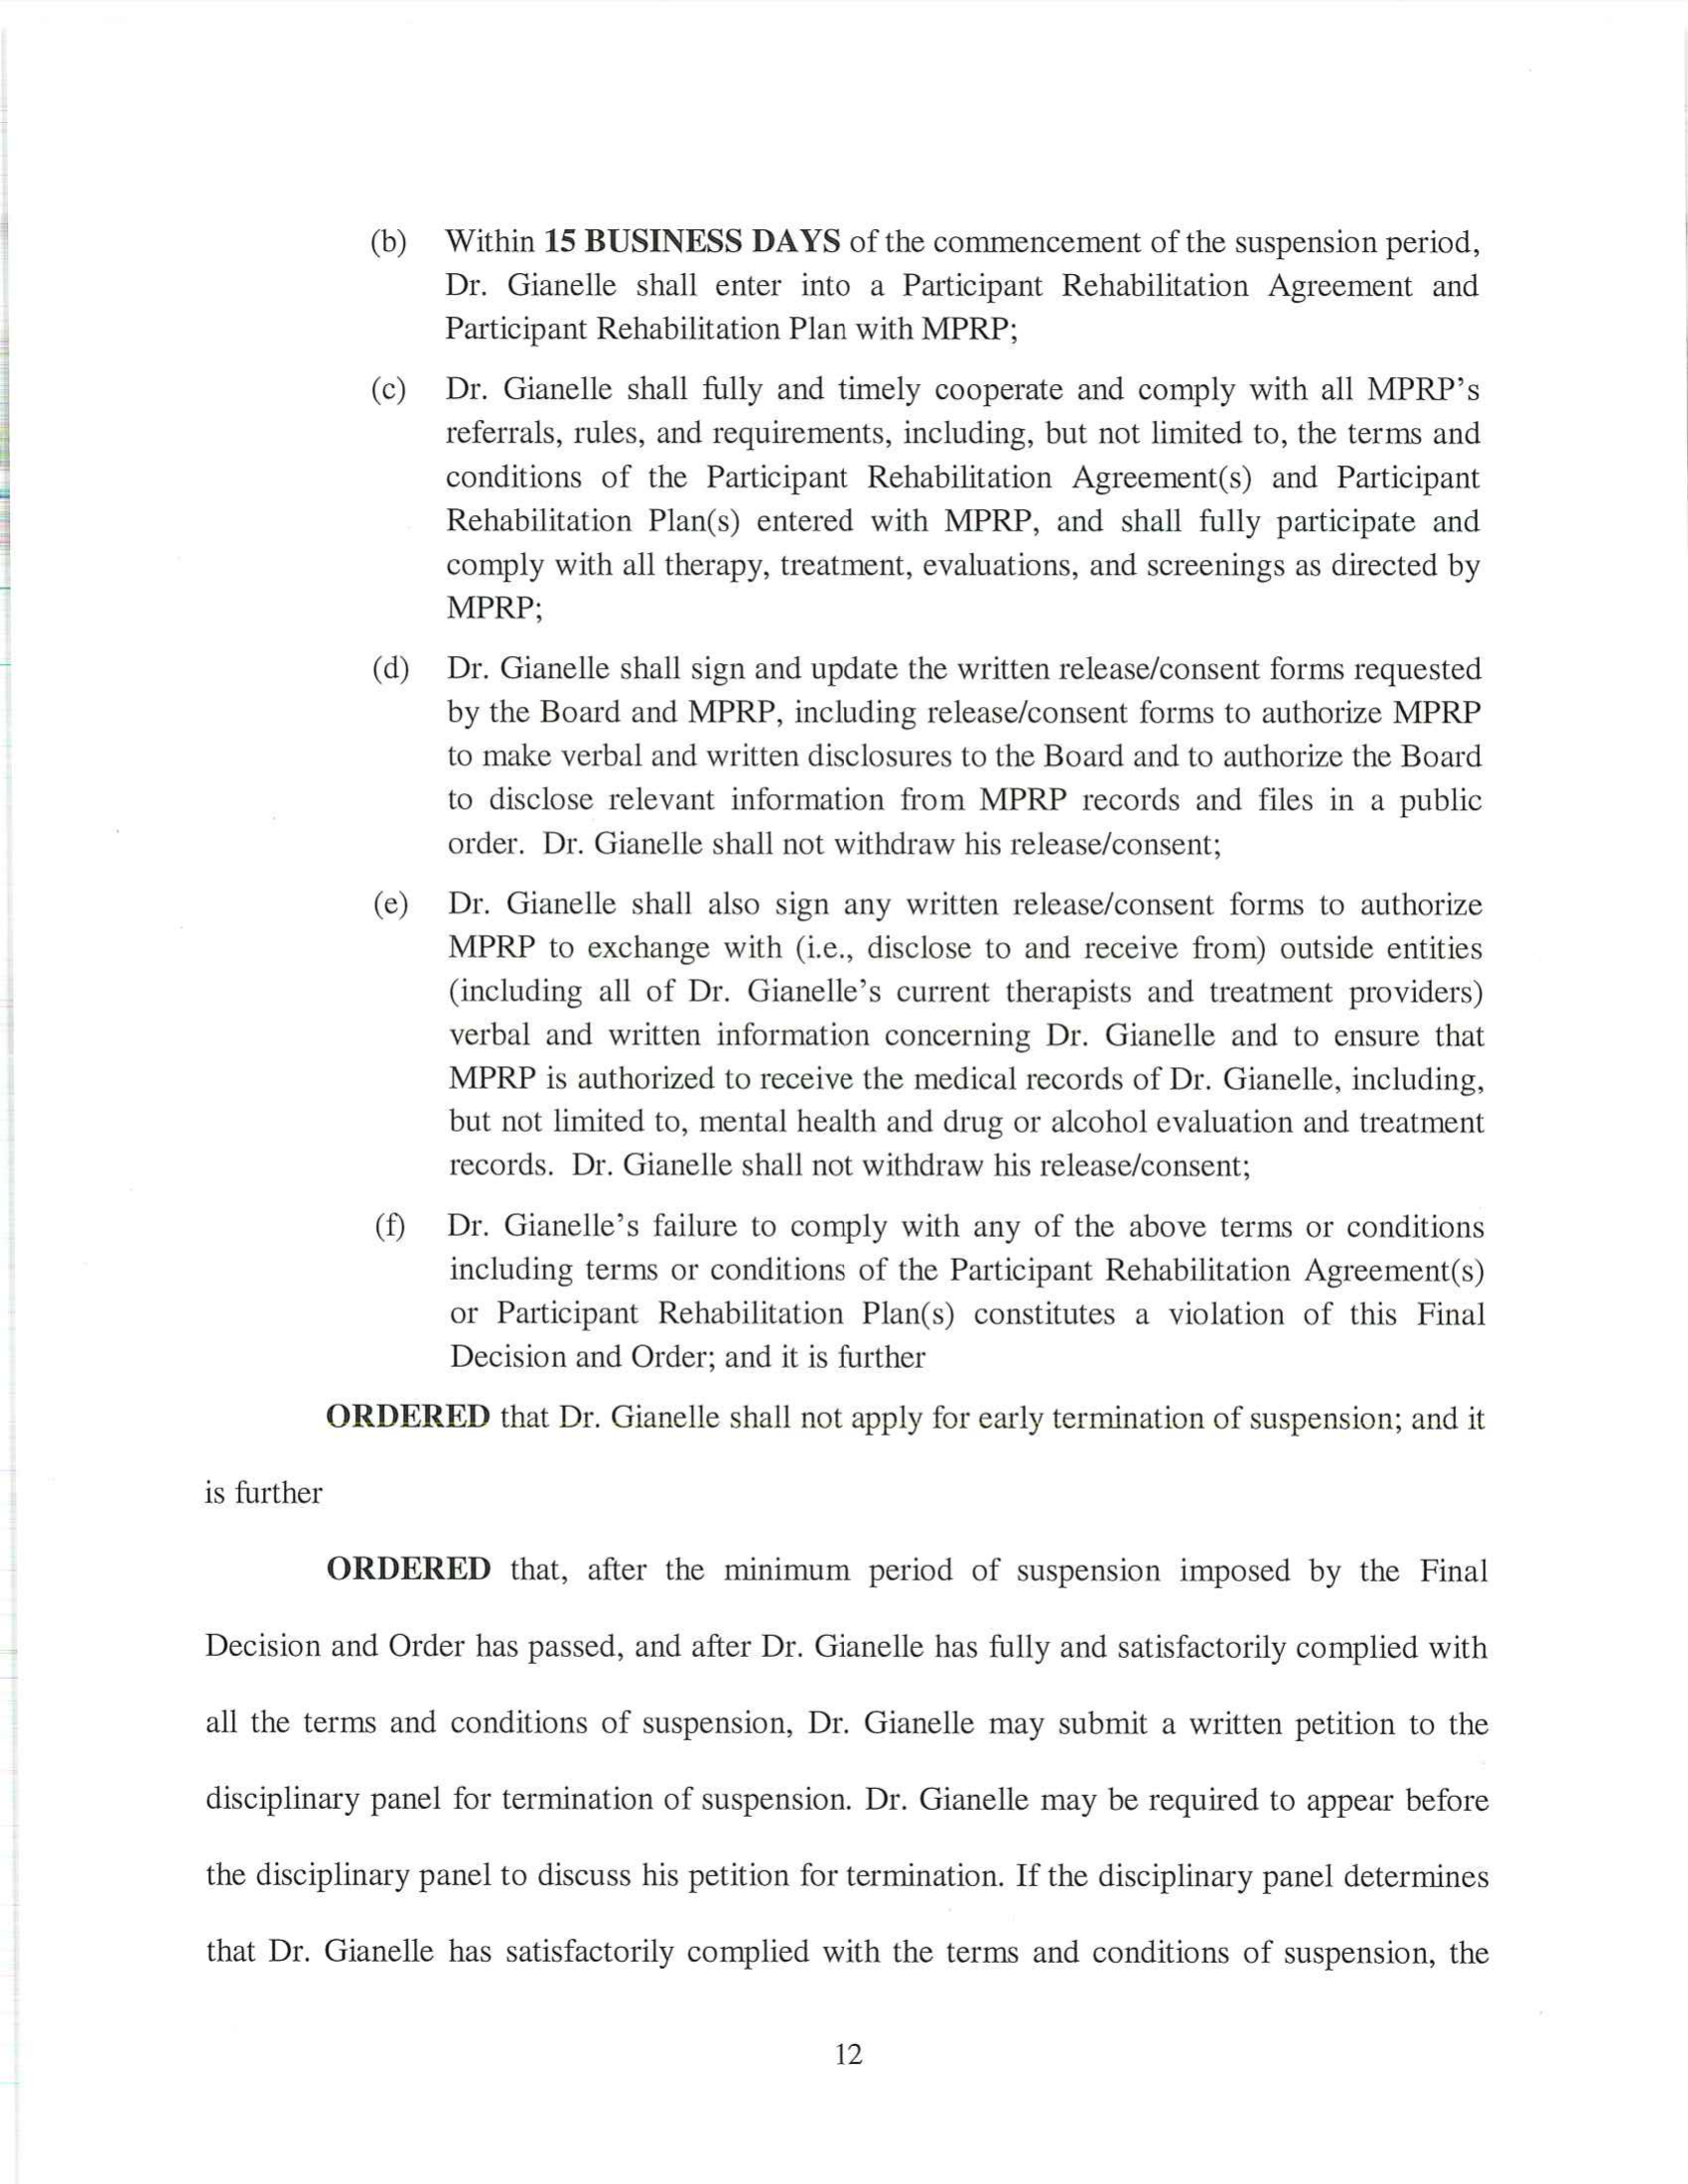 (b) Within 15 BUSINESS DAYS of the commencement of the suspension period,
Dr. Gianelle shall enter into a Participant Rehabilitation Agreement and
Participant Rehabilitation Plan with MPRP;
(c) Dr. Gianelle shall fully and timely cooperate and comply with all MPRP’s
referrals, rules, and requirements, including, but not limited to, the terms and
conditions of the Participant Rehabilitation Agreement(s) and Participant
Rehabilitation Plan(s) entered with MPRP, and shall fully participate and
comply with all therapy, treatment, evaluations, and screenings as directed by
MPRP;
(d) Dr. Gianelle shall sign and update the written release/consent forms requested
by the Board and MPRP, including release/consent forms to authorize MPRP
to make verbal and written disclosures to the Board and to authorize the Board
to disclose relevant information from MPRP records and files in a public
order. Dr. Gianelle shall not withdraw his release/consent;
(e) Dr. Gianelle shall also sign any written release/consent forms to authorize
MPRP to exchange with (i.e., disclose to and receive from) outside entities
(including all of Dr. Gianelle’s current therapists and treatment providers)
verbal and written information concerning Dr. Gianelle and to ensure that
MPRP is authorized to receive the medical records of Dr. Gianelle, including,
but not limited to, mental health and drug or alcohol evaluation and treatment
records. Dr. Gianelle shall not withdraw his release/consent;
(f) Dr. Gianelle’s failure to comply with any of the above terms or conditions
including terms or conditions of the Participant Rehabilitation Agreement(s)
or Participant Rehabilitation Plan(s) constitutes a violation of this Final
Decision and Order; and it is further
ORDERED that Dr. Gianelle shall not apply for early termination of suspension; and it
is further
ORDERED that, after the minimum period of suspension imposed by the Final
Decision and Order has passed, and after Dr. Gianelle has fully and satisfactorily complied with
all the terms and conditions of suspension, Dr. Gianelle may submit a written petition to the
disciplinary panel for termination of suspension. Dr. Gianelle may be required to appear before
the disciplinary panel to discuss his petition for termination. If the disciplinary panel determines
that Dr. Gianelle has satisfactorily complied with the terms and conditions of suspension, the
12